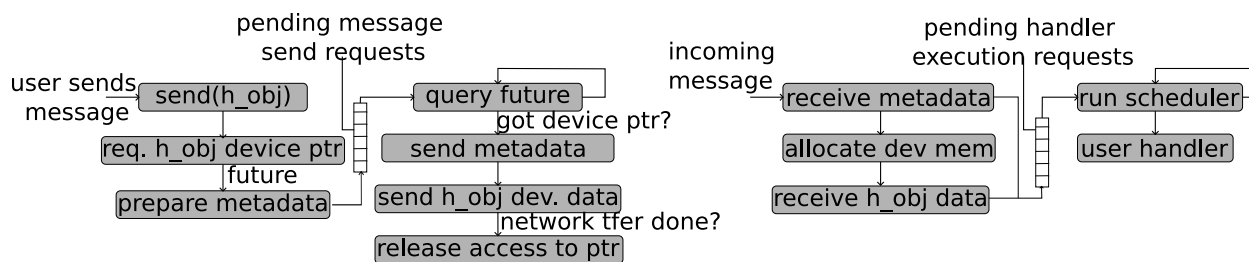 user sends
message
send(h_obj)
req. h_obj device ptr
future
prepare metadata
pending message
send requests
query future
got device ptr?
send metadata
send h_obj dev. data
network tfer done?
release access to ptr
incoming
message
receive metadata
allocate dev mem
receive h_obj data
pending handler
execution requests
run scheduler
user handler